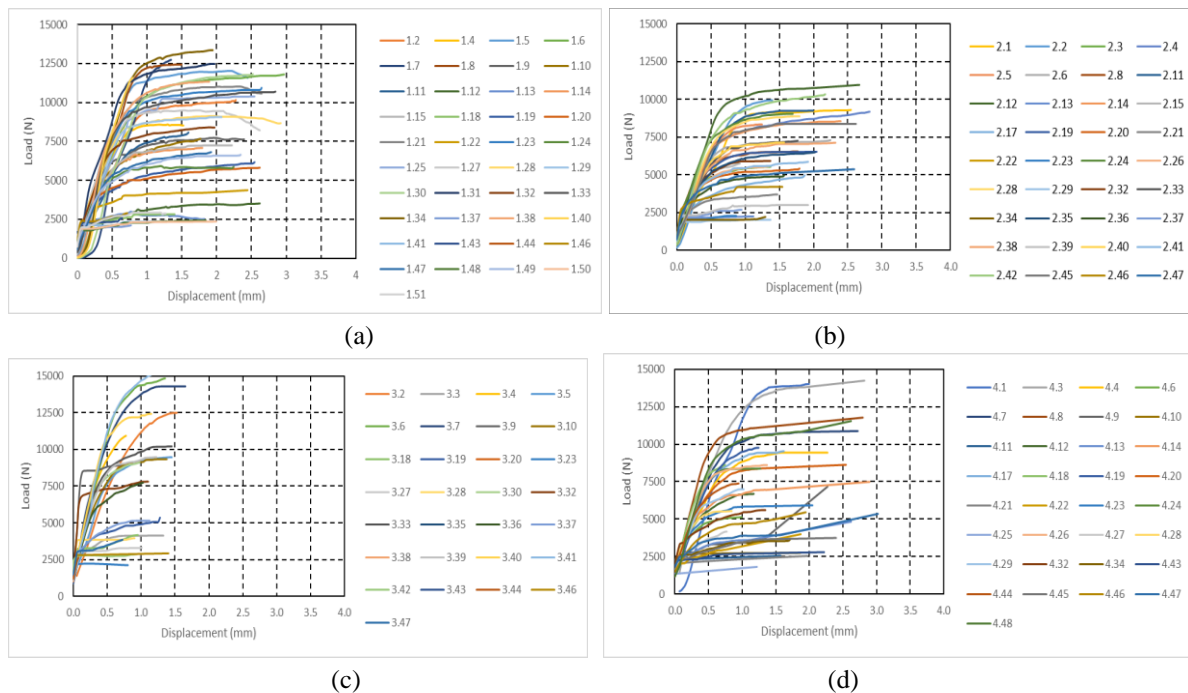 15000
12500
10000
7500
5000
2500
0
Load (N)
0.0 0.5 1 1.5 2 2.5 3 3.5 4
Displacement (mm)
1.2 1.4 1.5 1.6
1.7 1.8 1.9 1.10
1.11 1.12 1.13 1.14
1.15 1.18 1.19 1.20
1.21 1.22 1.23 1.24
1.25 1.27 1.28 1.29
1.30 1.31 1.32 1.33
1.34 1.37 1.38 1.40
1.41 1.43 1.44 1.46
1.47 1.48 1.49 1.50
1.51
(a)
15000
12500
10000
7500
5000
2500
0
Load (N)
0.0 0.5 1.0 1.5 2.0 2.5 3.0 3.5 4.0
Displacement (mm)
2.1 2.2 2.3 2.4
2.5 2.6 2.8 2.11
2.12 2.13 2.14 2.15
2.17 2.19 2.20 2.21
2.22 2.23 2.24 2.26
2.28 2.29 2.32 2.33
2.34 2.35 2.36 2.37
2.38 2.39 2.40 2.41
2.42 2.45 2.46 2.47
(b)
15000
12500
10000
7500
5000
2500
0
Load (N)
0.0 0.5 1.0 1.5 2.0 2.5 3.0 3.5 4.0
Displacement (mm)
3.2 3.3 3.4 3.5
3.6 3.7 3.9 3.10
3.18 3.19 3.20 3.23
3.27 3.28 3.30 3.32
3.33 3.35 3.36 3.37
3.38 3.39 3.40 3.41
3.42 3.43 3.44 3.46
3.47
(c)
15000
12500
10000
7500
5000
2500
0
Load (N)
0.0 0.5 1.0 1.5 2.0 2.5 3.0 3.5 4.0
Displacement (mm)
4.1 4.3 4.4 4.6
4.7 4.8 4.9 4.10
4.11 4.12 4.13 4.14
4.17 4.18 4.19 4.20
4.21 4.22 4.23 4.24
4.25 4.26 4.27 4.28
4.29 4.32 4.34 4.43
4.44 4.45 4.46 4.47
4.48
(d)